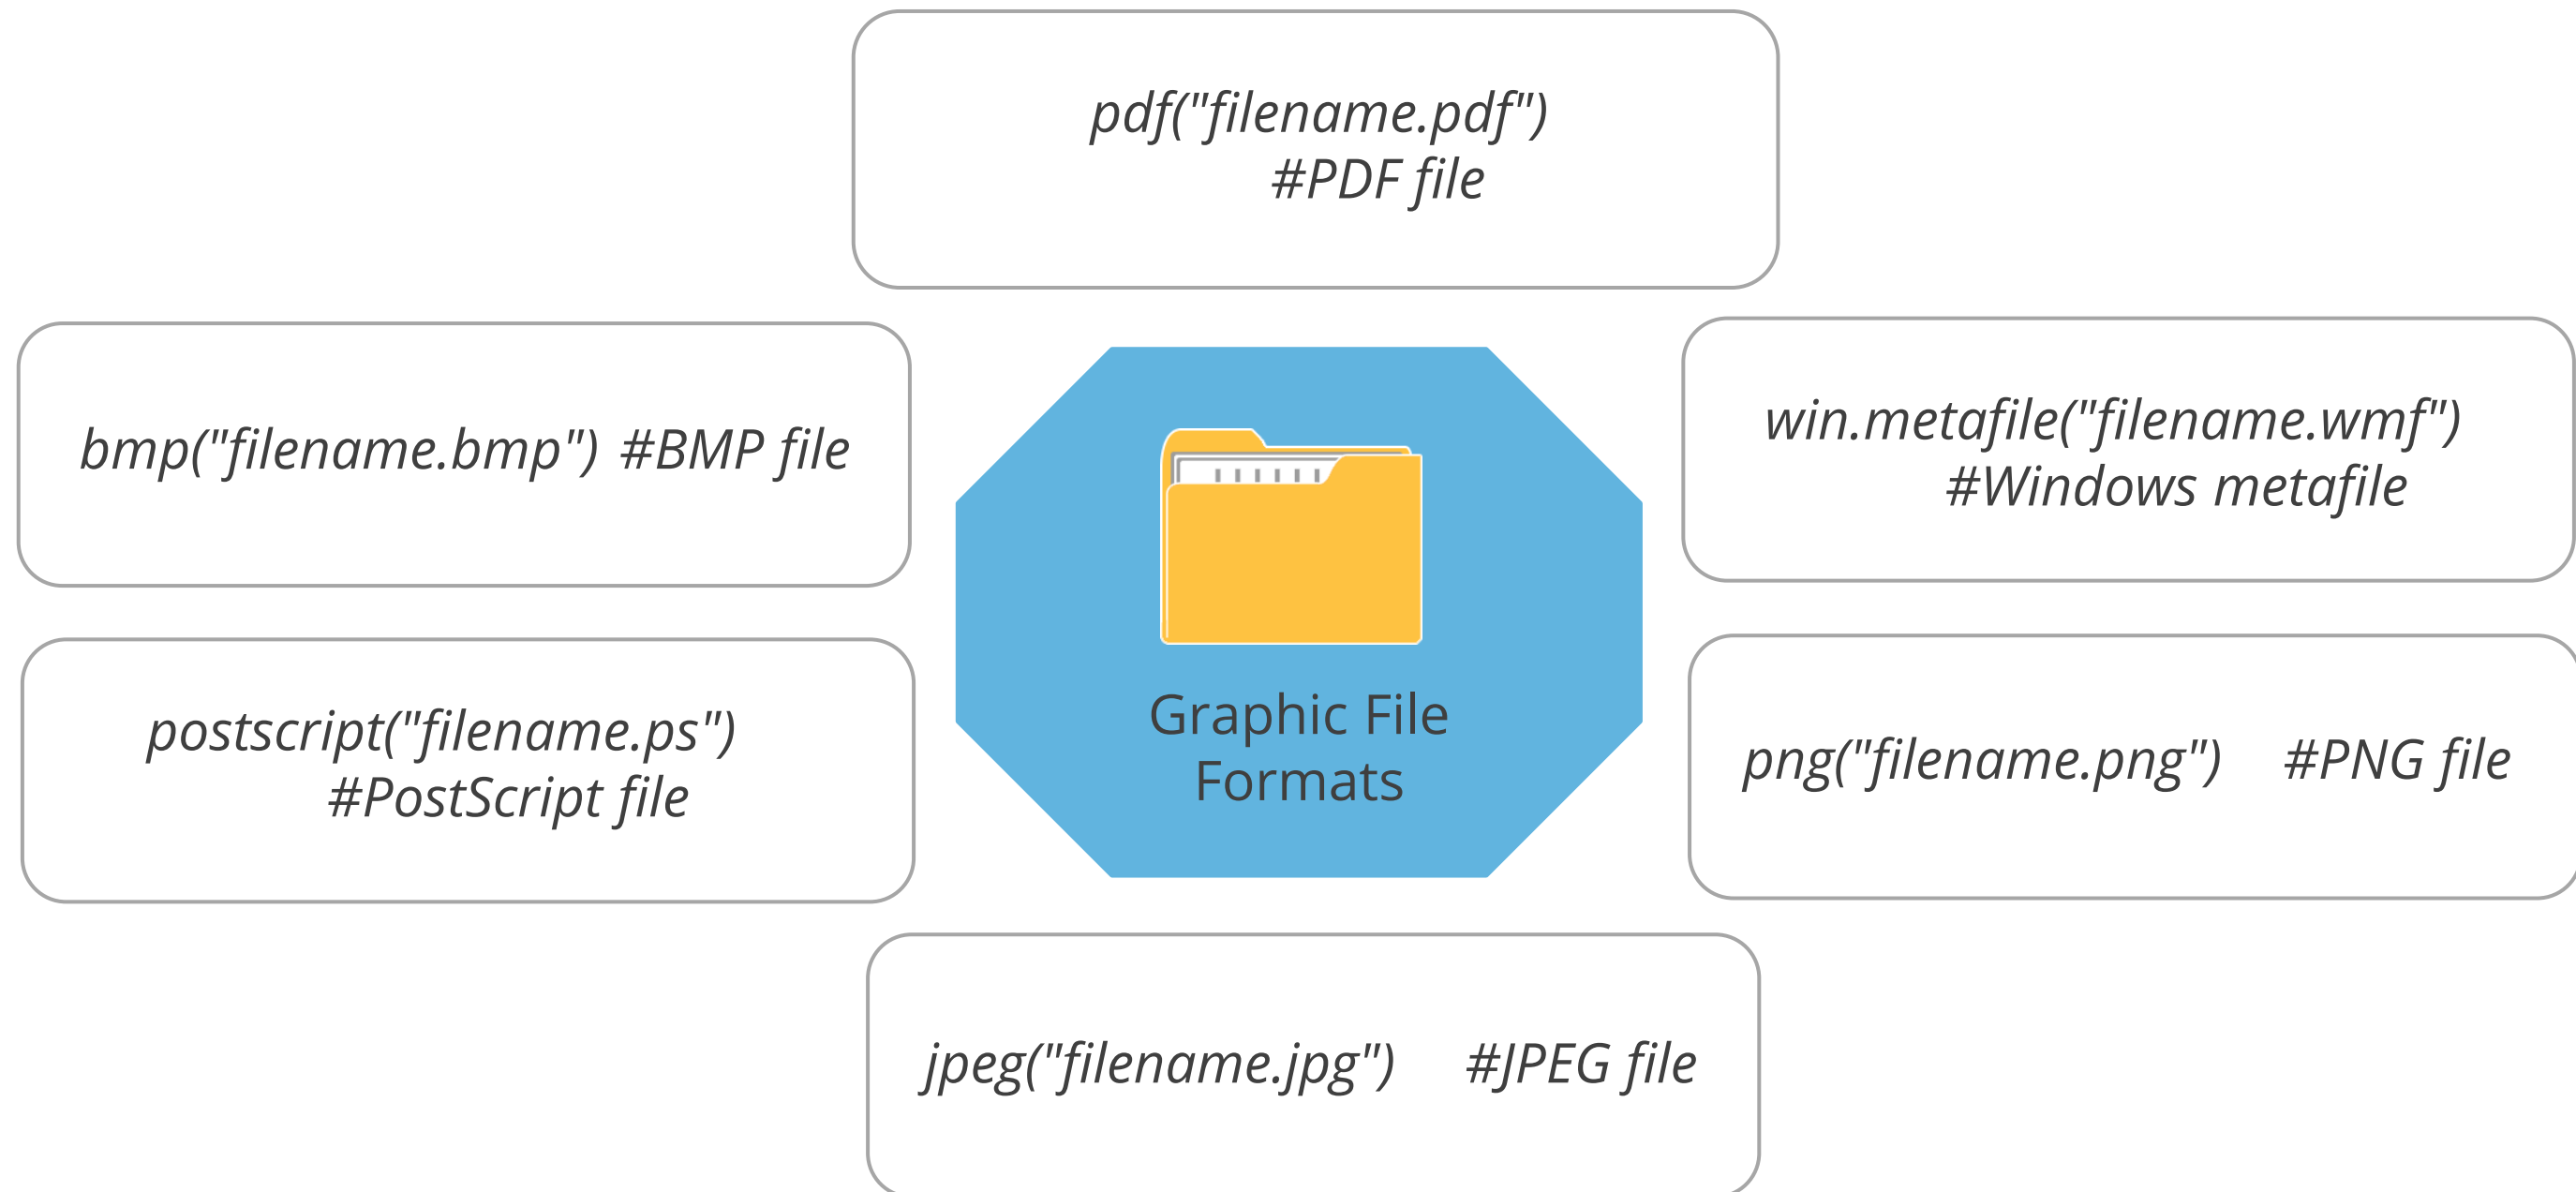 pdf("filename.pdf")
#PDF file
bmp("filename.bmp") #BMP file
win.metafile("filename.wmf")
#Windows metafile
Graphic File
Formats
postscript("filename.ps")
#PostScript file
png("filename.png") #PNG file
jpeg("filename.jpg") #JPEG file